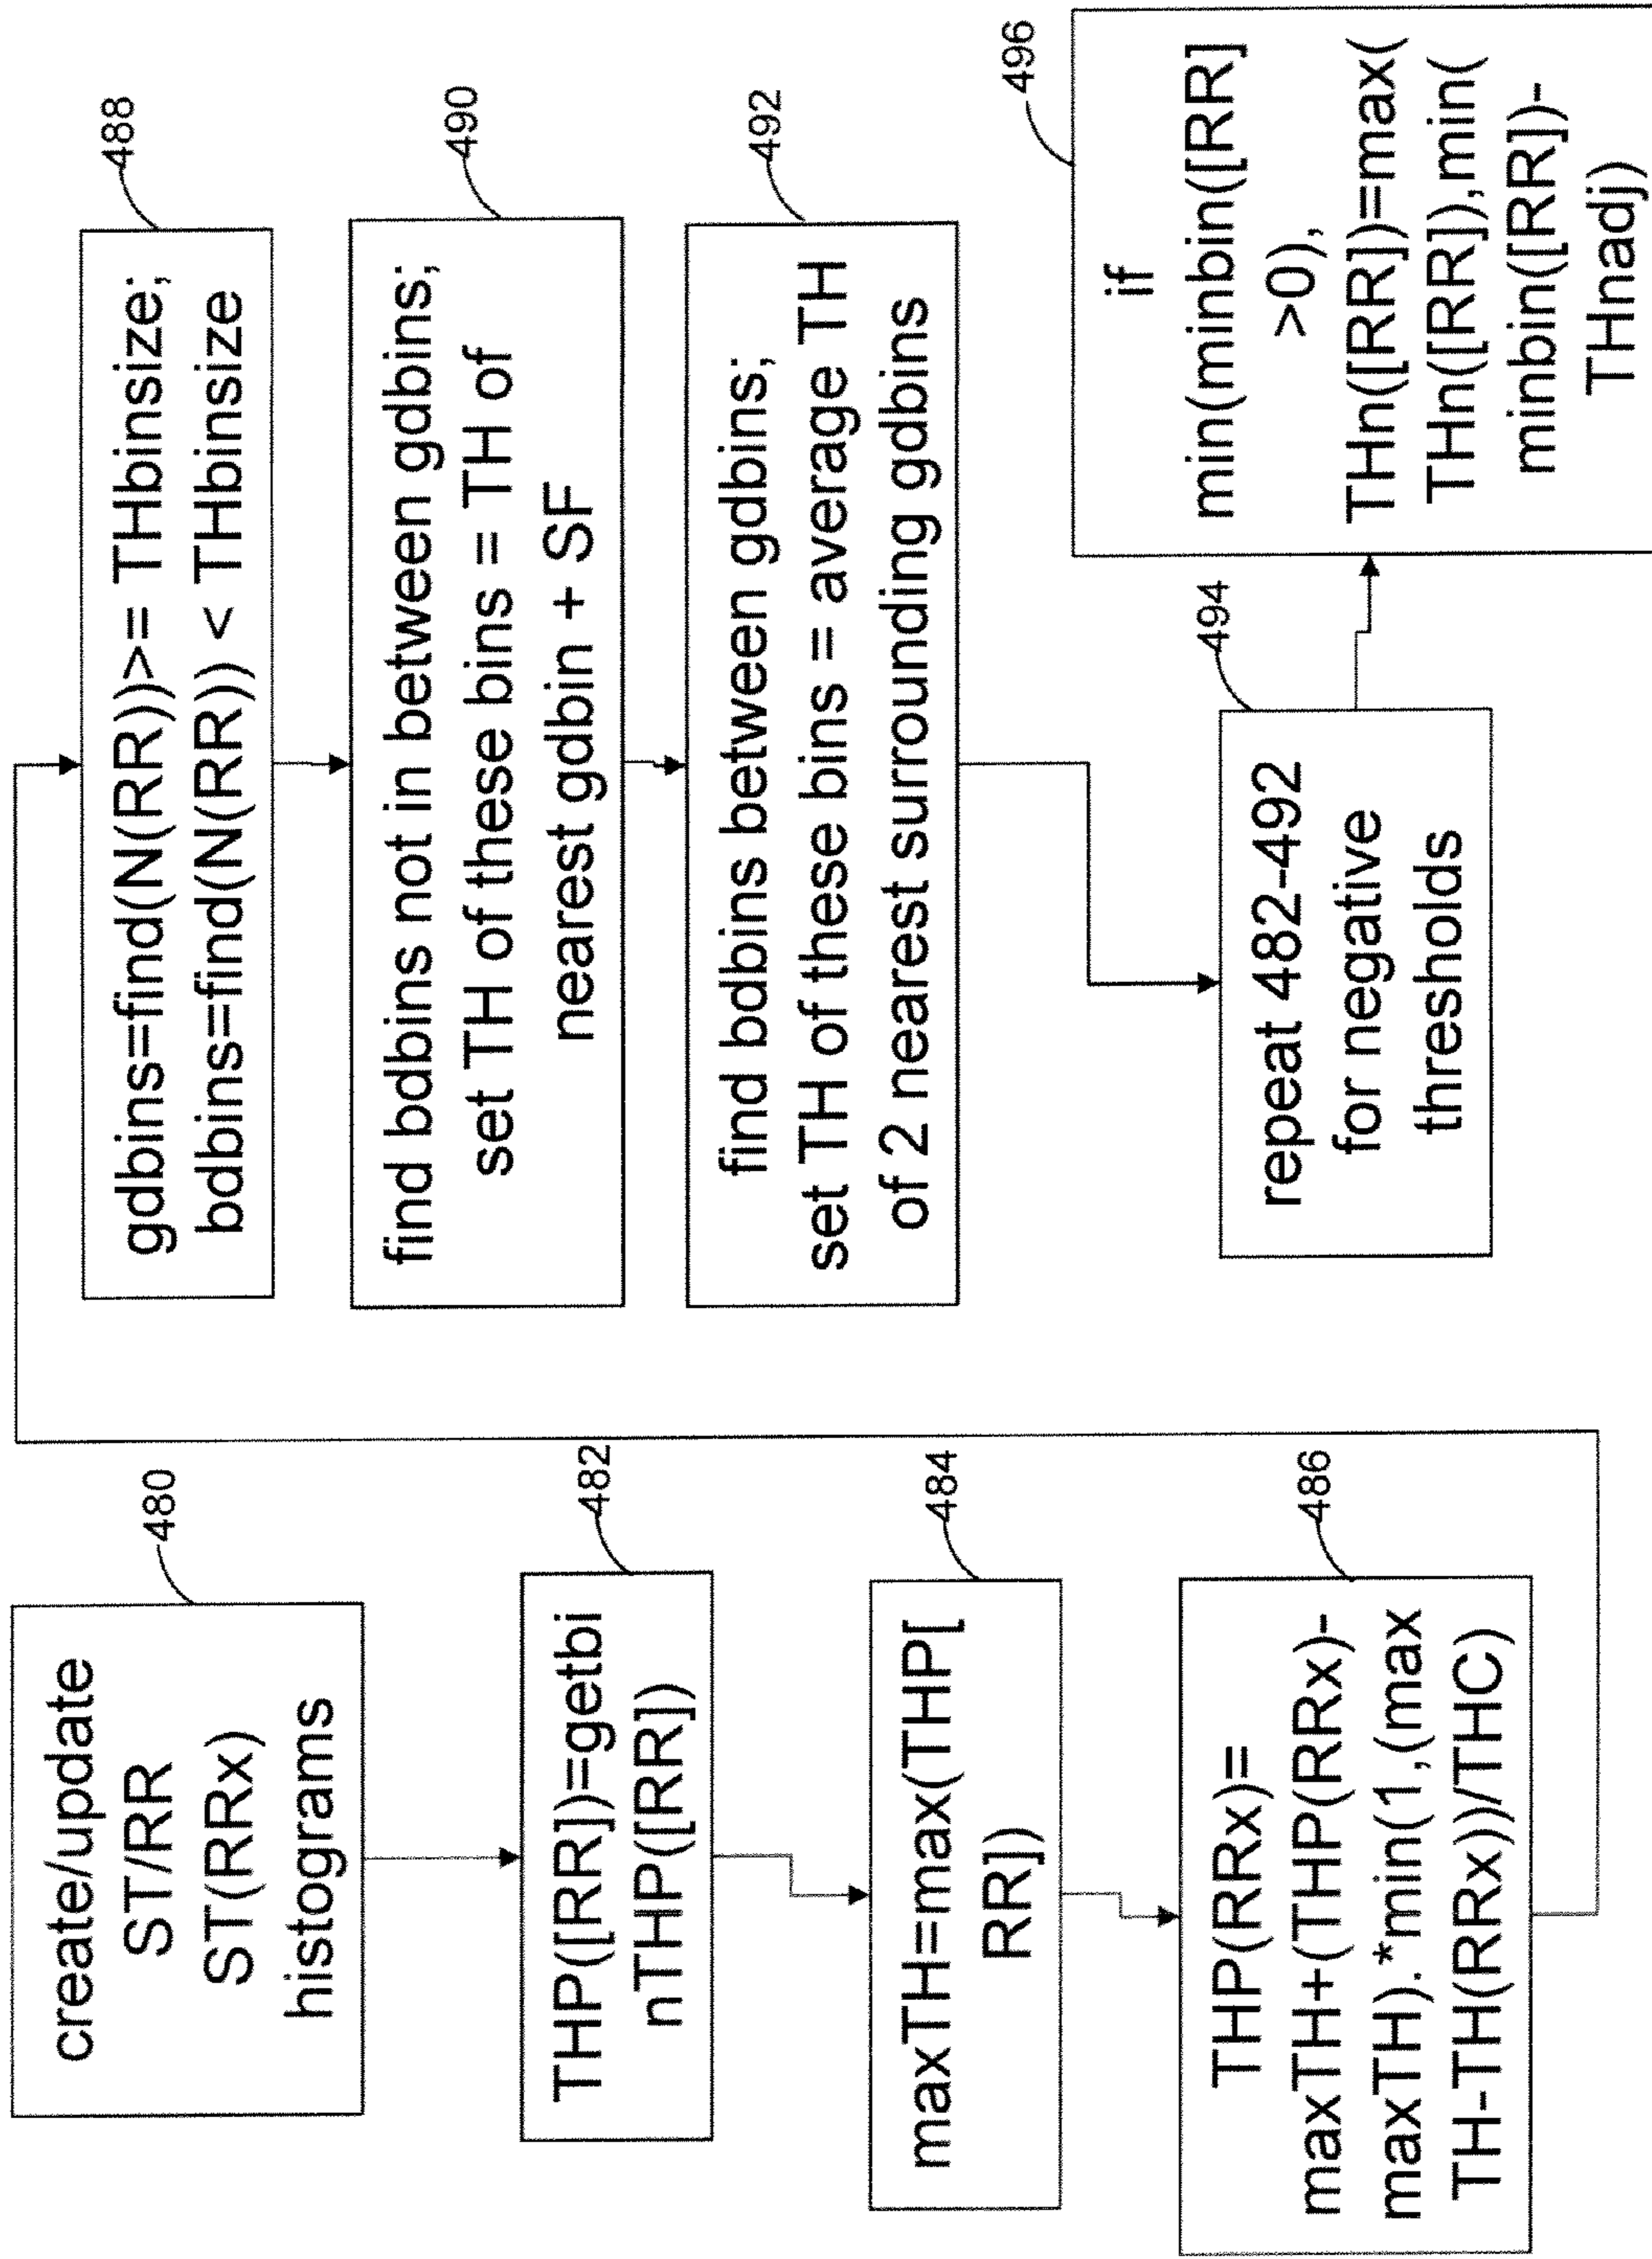 create/update
ST/RR
ST(RRx)
histograms
480
THP([RR])=getbi
nTHP([RR])
482
maxTH=max(THP[
RR])
484
THP(RRx)=
maxTH+(THP(RRx)-
maxTH).*min(1,(max
TH-TH(RRx))/THC)
486
gdbins=find(N(RR))>= THbinsize;
bdbins=find(N(RR)) < THbinsize
488
find bdbins not in between gdbins;
set TH of these bins = TH of
nearest gdbin + SF
490
find bdbins between gdbins;
set TH of these bins = average TH
of 2 nearest surrounding gdbins
492
repeat 482-492
for negative
thresholds
494
if
min(minbin([RR]
>0),
THn([RR])=max(
THn([RR]),min(
minbin([RR])-
THnadj)
496